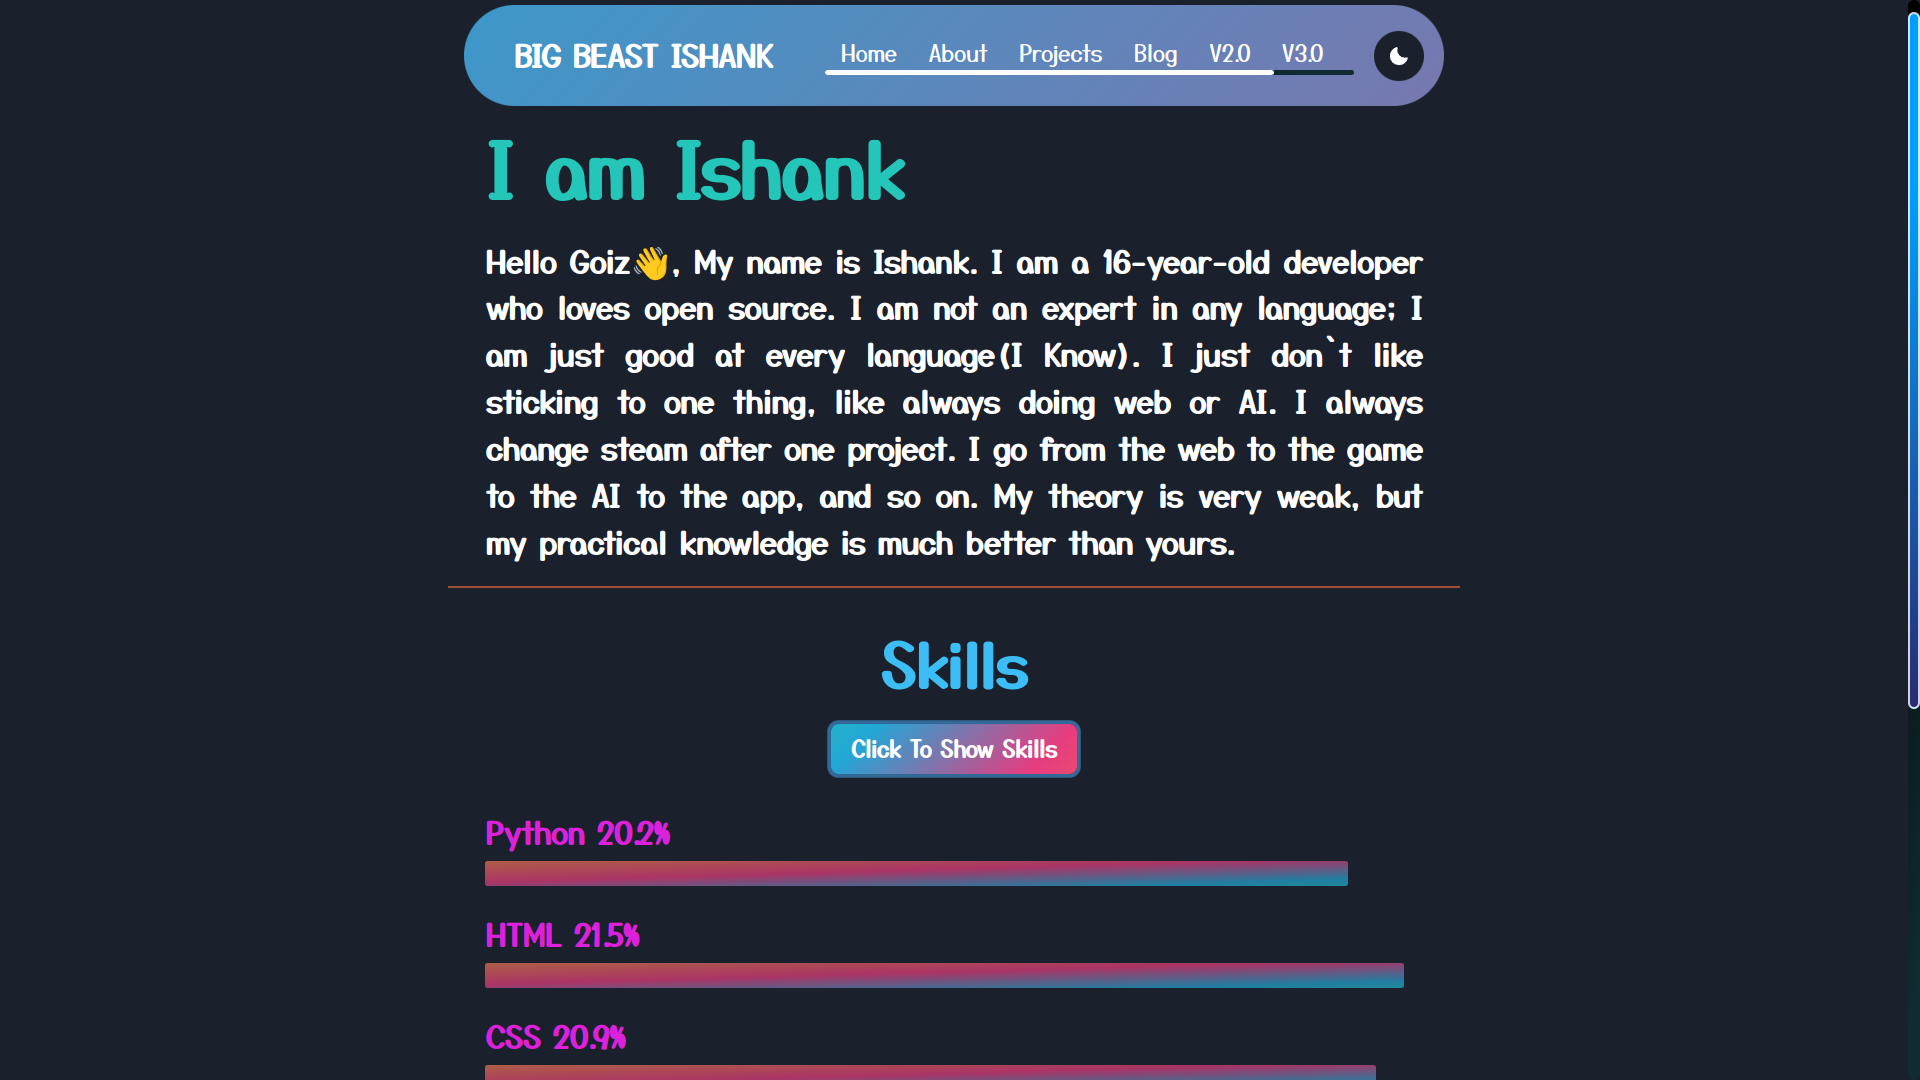 BIG BEAST ISHANK
Home About Projects Blog V2.0 V3.0
I am Ishank
Hello Goiz👋, My name is Ishank. I am a 16-year-old developer
who loves open source. I am not an expert in any language; I
am just good at every language(I Know). I just don`t like
sticking to one thing, like always doing web or AI. I always
change steam after one project. I go from the web to the game
to the AI to the app, and so on. My theory is very weak, but
my practical knowledge is much better than yours.
Skills
Click To Show Skills
Python 20.2%
HTML 21.5%
CSS 20.9%